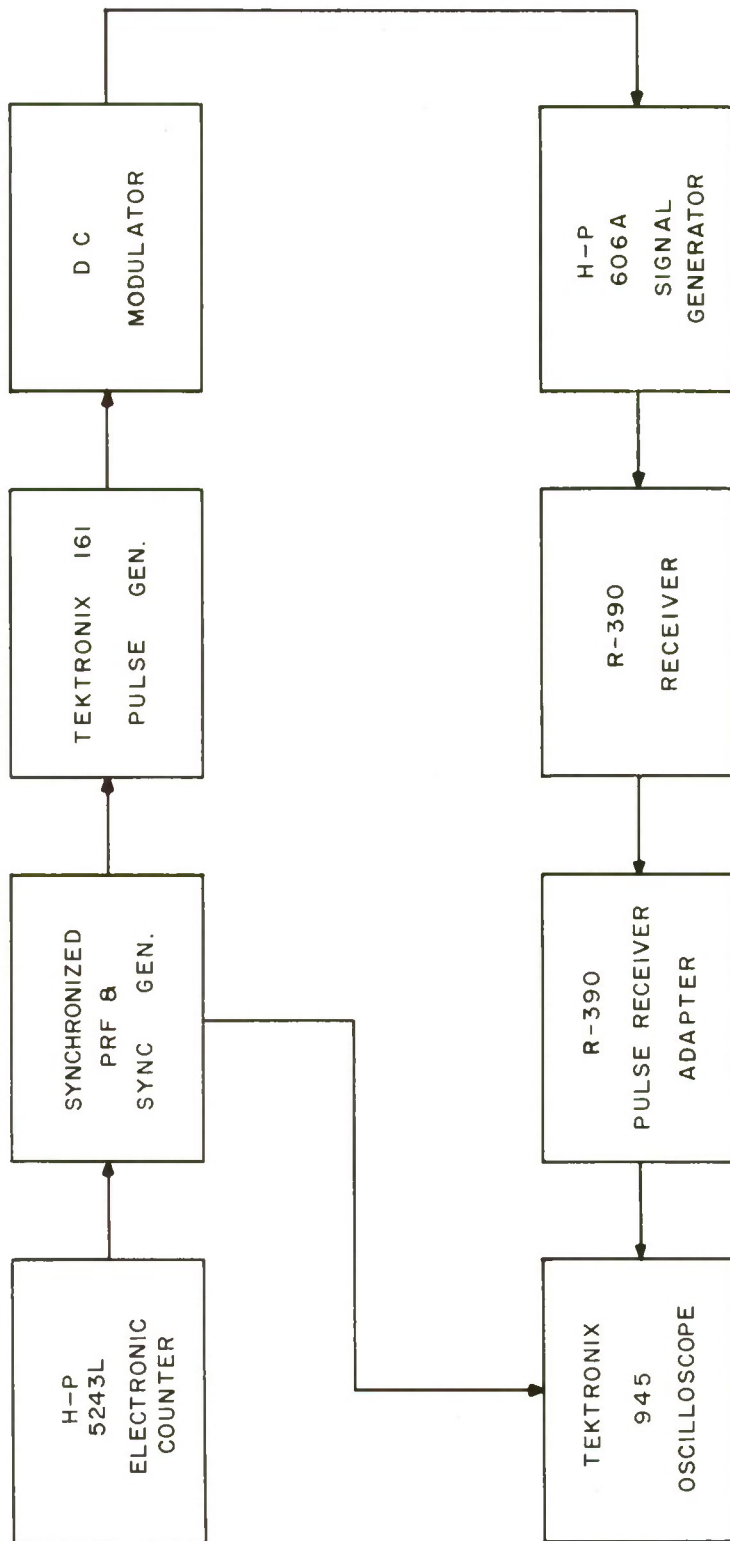 H-P
5243L
ELECTRONIC
COUNTER
SYNCHRONIZED
PRF &
SYNC GEN.
TEKTRONIX 161
PULSE GEN.
DC
MODULATOR
TEKTRONIX
945
OSCILLOSCOPE
R-390
PULSE RECEIVER
ADAPTER
R-390
RECEIVER
H-P
606A
SIGNAL
GENERATOR